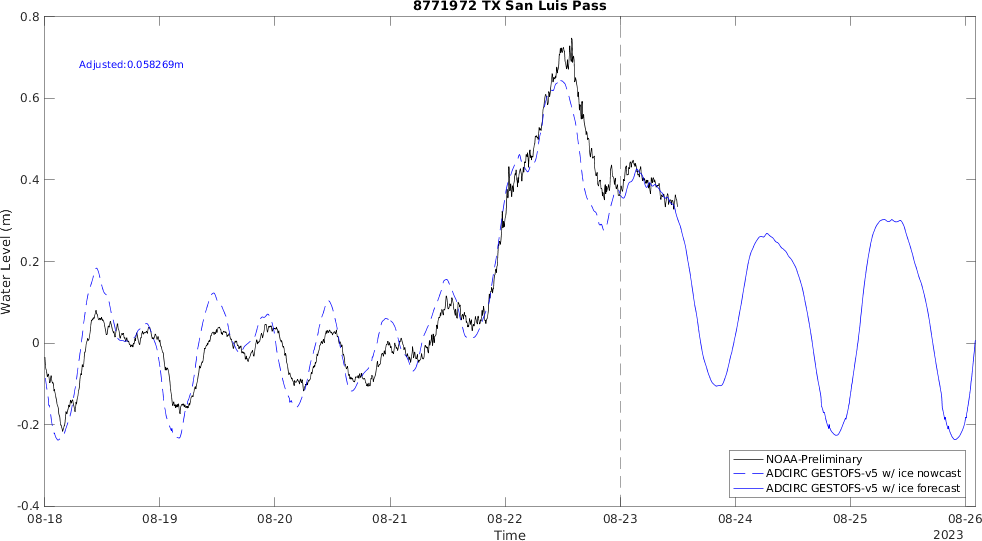 8771972 TX San Luis Pass
Adjusted:0.058269m
0.8
0.6
0.4
0.2
0
-0.2
-0.4
Water Level (m)
08-18
08-19
08-20
08-21
08-22
08-23
08-24
08-25
08-26
Time
2023
NOAA-Preliminary
ADCIRC GESTOFS-v5 w/ ice nowcast
ADCIRC GESTOFS-v5 w/ ice forecast